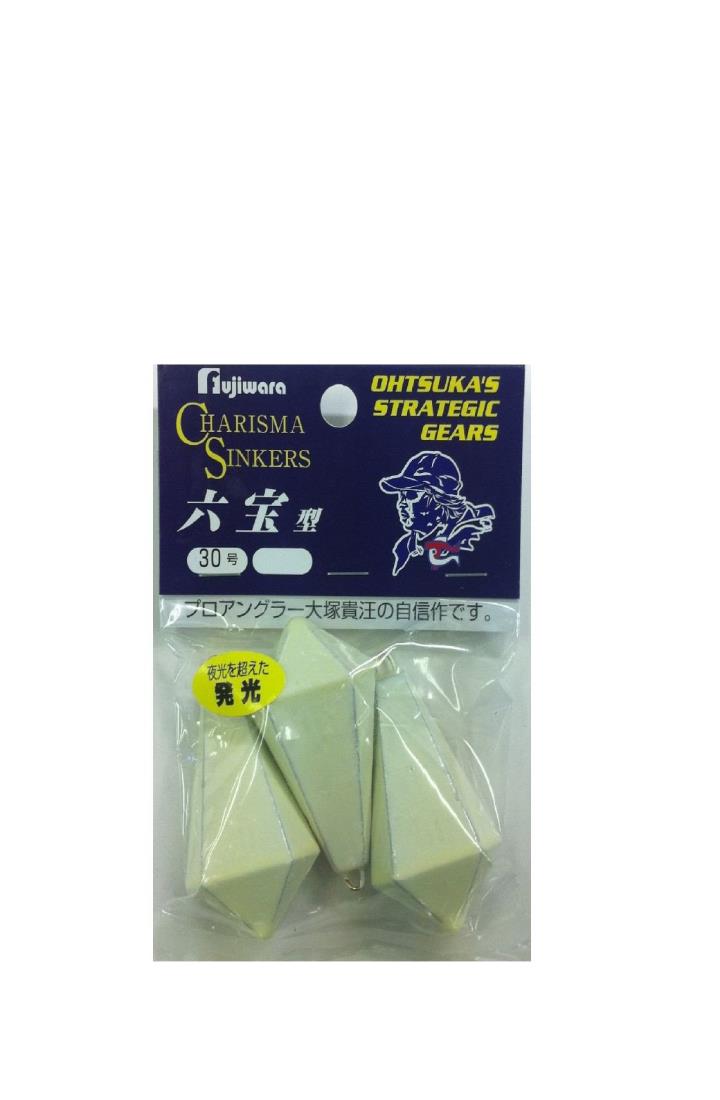 Fujiwara
OHTSUKA'S
STRATEGIC
GEARS
CHARISMA
SINKERS
六宝型
30号
プロアングラー大塚貴汪の自信作です。
夜光を超えた
発光